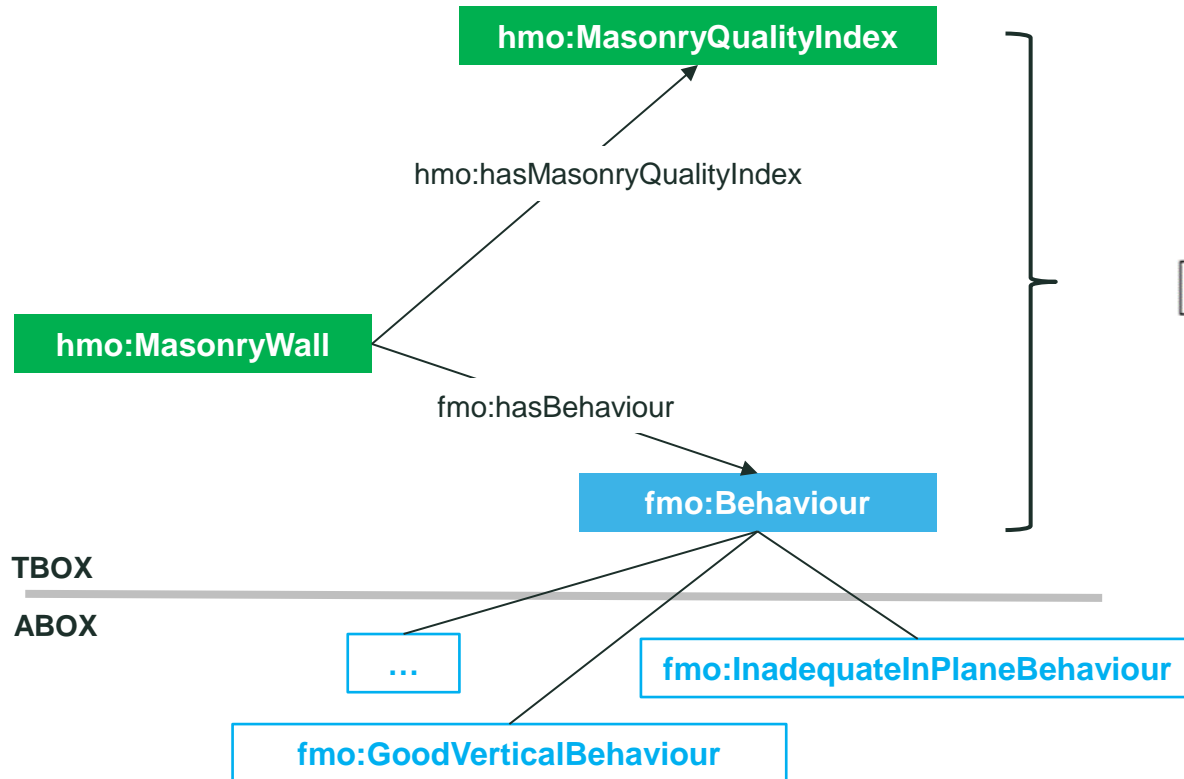 hmo:MasonryQualityIndex
hmo:hasMasonryQualityIndex
hmo:MasonryWall
fmo:hasBehaviour
fmo:Behaviour
TBOX
ABOX
...
fmo:InadequateInPlaneBehaviour
fmo:GoodVerticalBehaviour